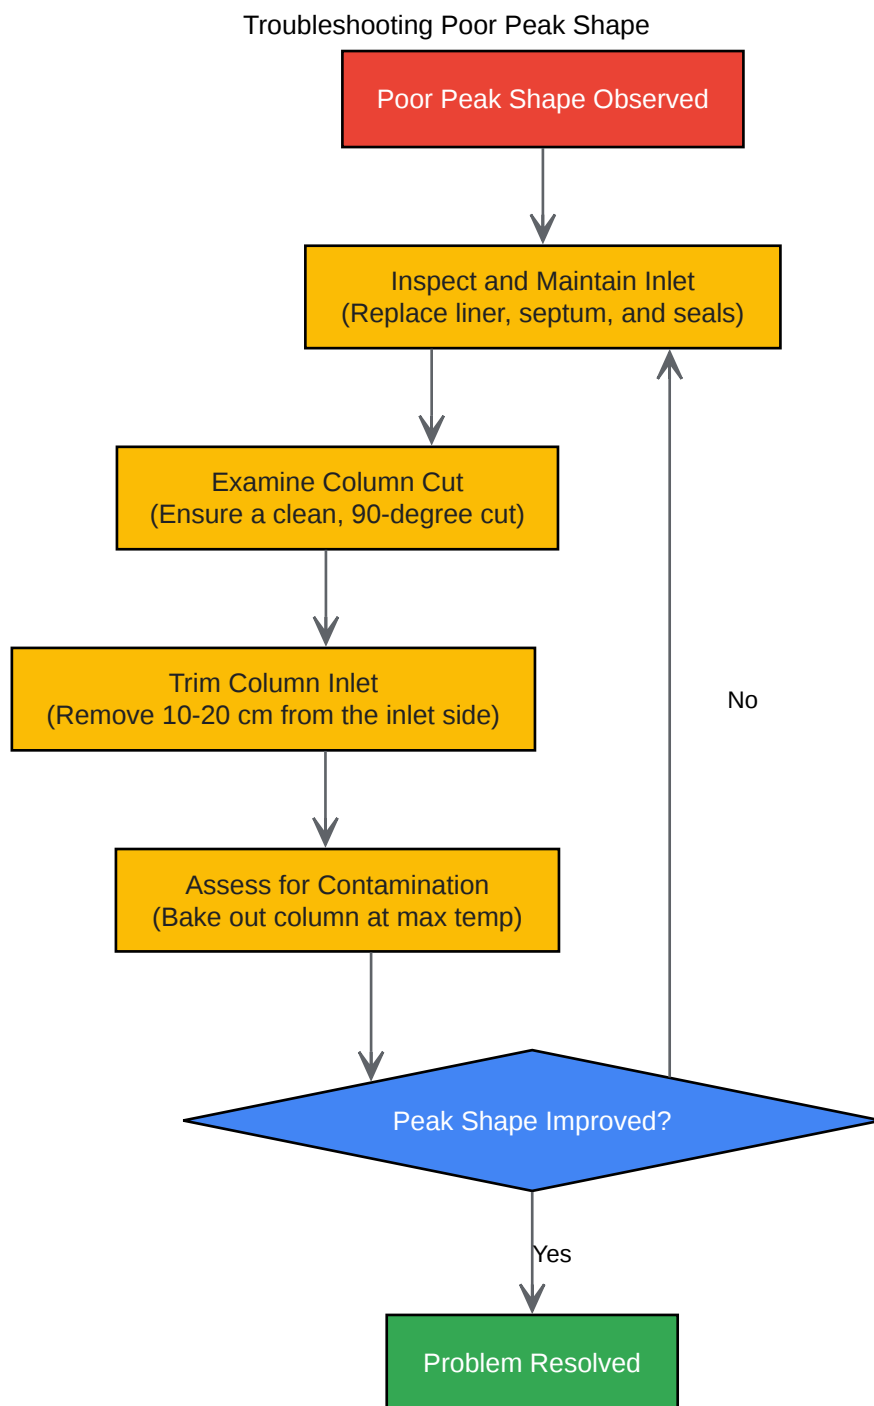 Troubleshooting Poor Peak Shape
Poor Peak Shape Observed
Inspect and Maintain Inlet
(Replace liner, septum, and seals)
Examine Column Cut
(Ensure a clean, 90-degree cut)
Trim Column Inlet
(Remove 10-20 cm from the inlet side)
No
Assess for Contamination
(Bake out column at max temp)
Peak Shape Improved?
Yes
Problem Resolved